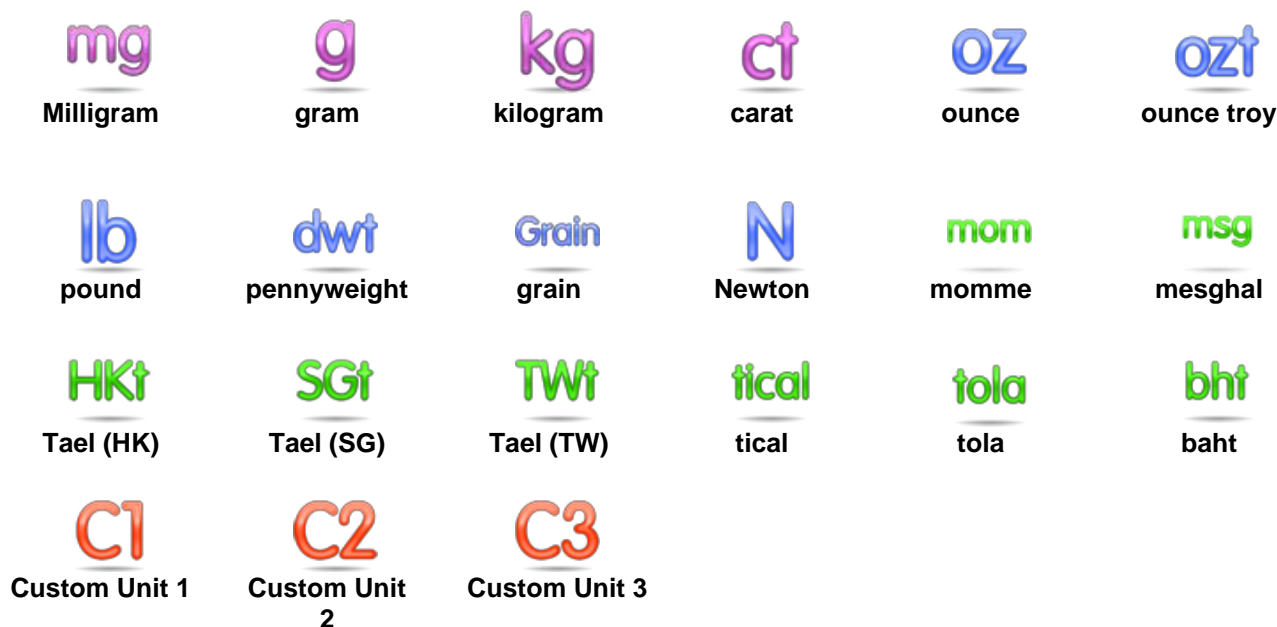 mg g kg ct oz ozt
Milligram gram kilogram carat ounce ounce troy
lb dwt Grain N mom msg
pound pennyweight grain Newton momme mesghal
HKt SGt TWt tical tola bht
Tael (HK) Tael (SG) Tael (TW) tical tola baht
C1 C2 C3
Custom Unit 1 Custom Unit Custom Unit 3
2